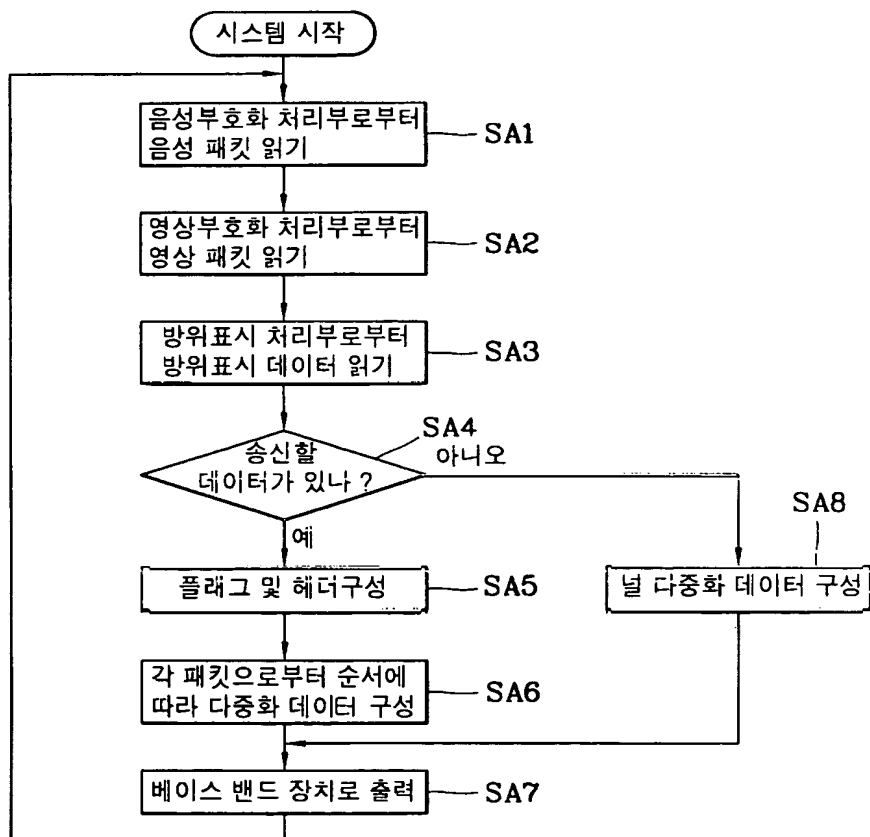 시스템 시작
음성부호화 처리부로부터
음성 패킷 읽기
SA1
영상부호화 처리부로부터
영상 패킷 읽기
SA2
방위표시 처리부로부터
방위표시 데이터 읽기
SA3
송신할
데이터가 있나 ?
SA4
아니오
예
플래그 및 헤더구성
SA5
SA8
널 다중화 데이터 구성
각 패킷으로부터 순서에
따라 다중화 데이터 구성
SA6
베이스 밴드 장치로 출력
SA7